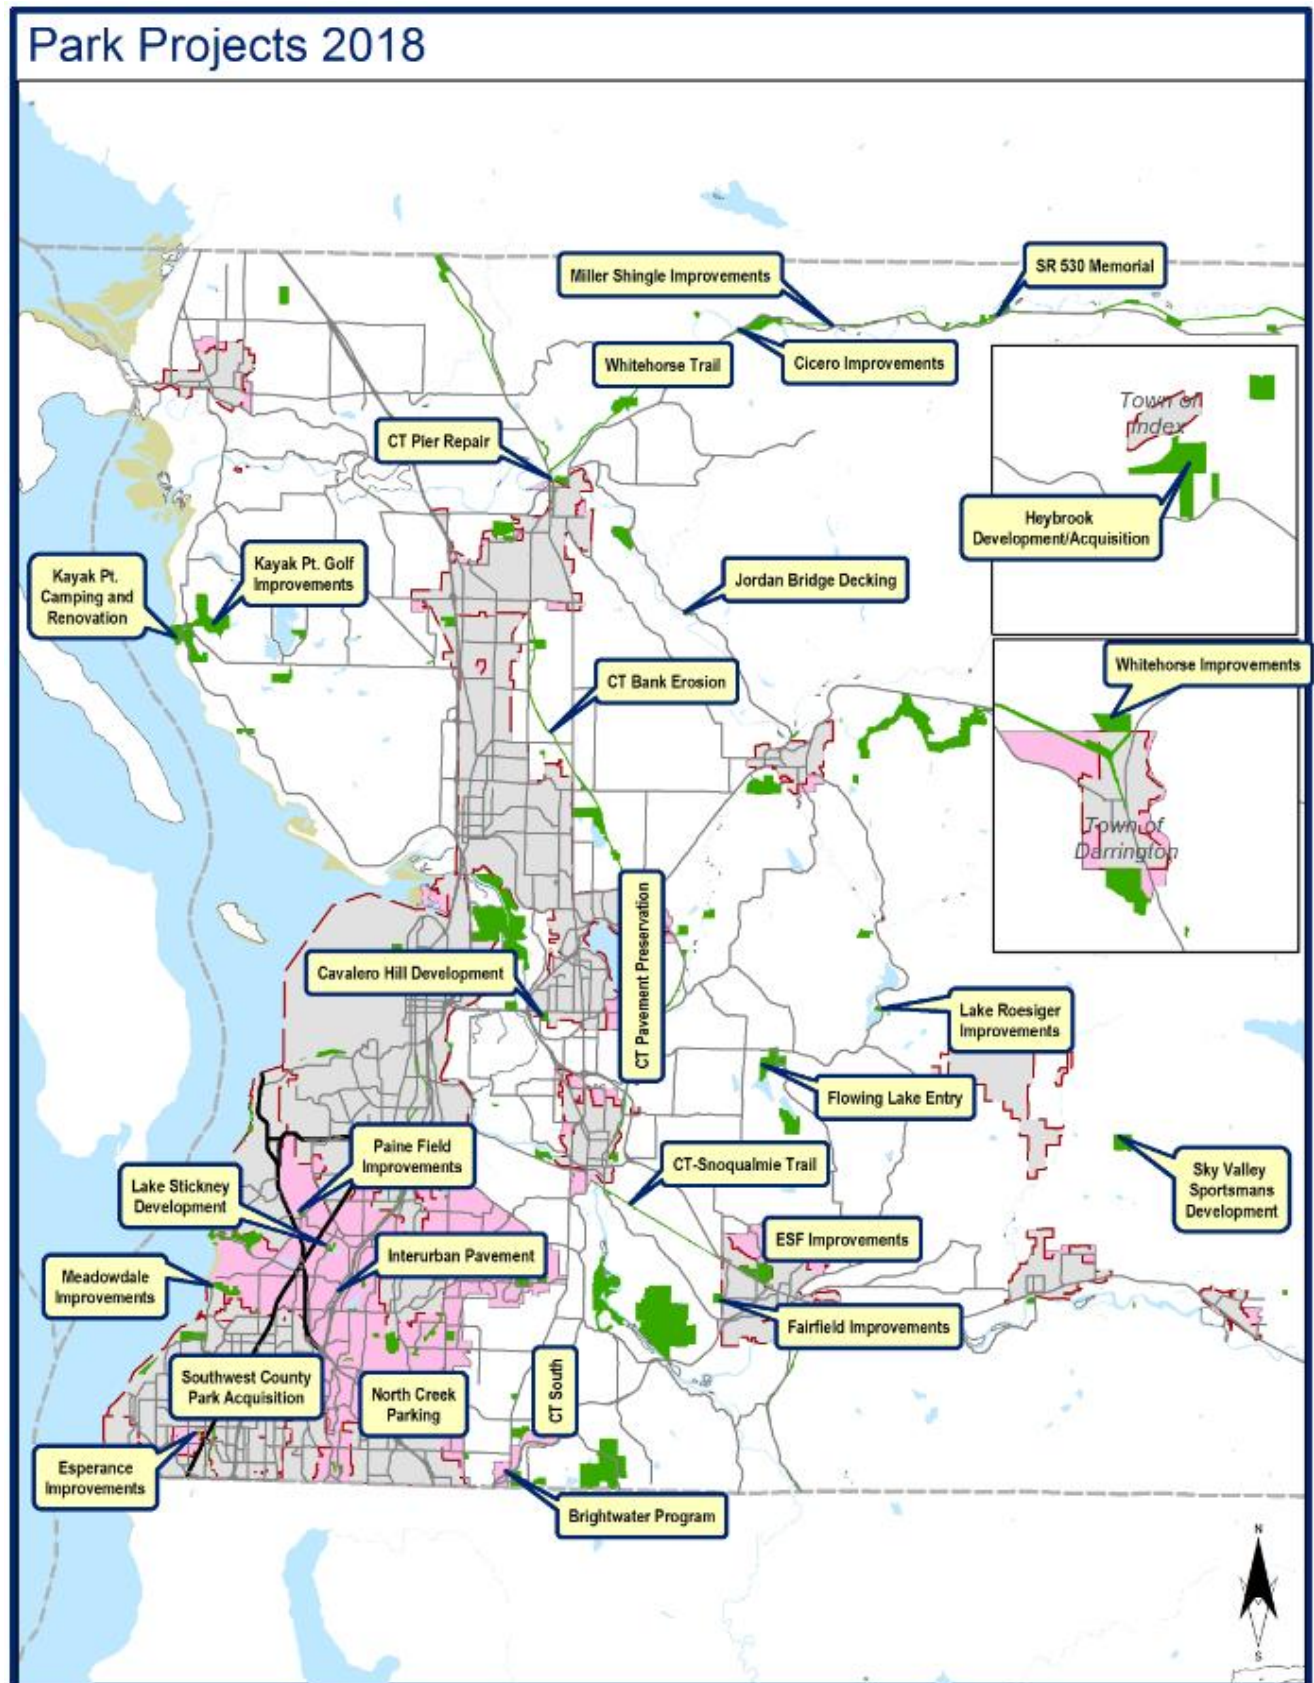 Park Projects 2018
Miller Shingle Improvements
SR 530 Memorial
Whitehorse Trail
Cicero Improvements
Town of
Index
CT Pier Repair
Heybrook
Development/Acquisition
Kayak Pt.
Camping and
Renovation
Kayak Pt. Golf
Improvements
Jordan Bridge Decking
Whitehorse Improvements
CT Bank Erosion
Town of
Darrington
CT Pavement Preservation
Cavalero Hill Development
Lake Roesiger
Improvements
Flowing Lake Entry
Paine Field
Improvements
CT-Snoqualmie Trail
Sky Valley
Sportsmans
Development
Lake Stickney
Development
ESF Improvements
Interurban Pavement
Meadowdale
Improvements
Fairfield Improvements
Southwest County
Park Acquisition
North Creek
Parking
CT South
Esperance
Improvements
Brightwater Program
N
S